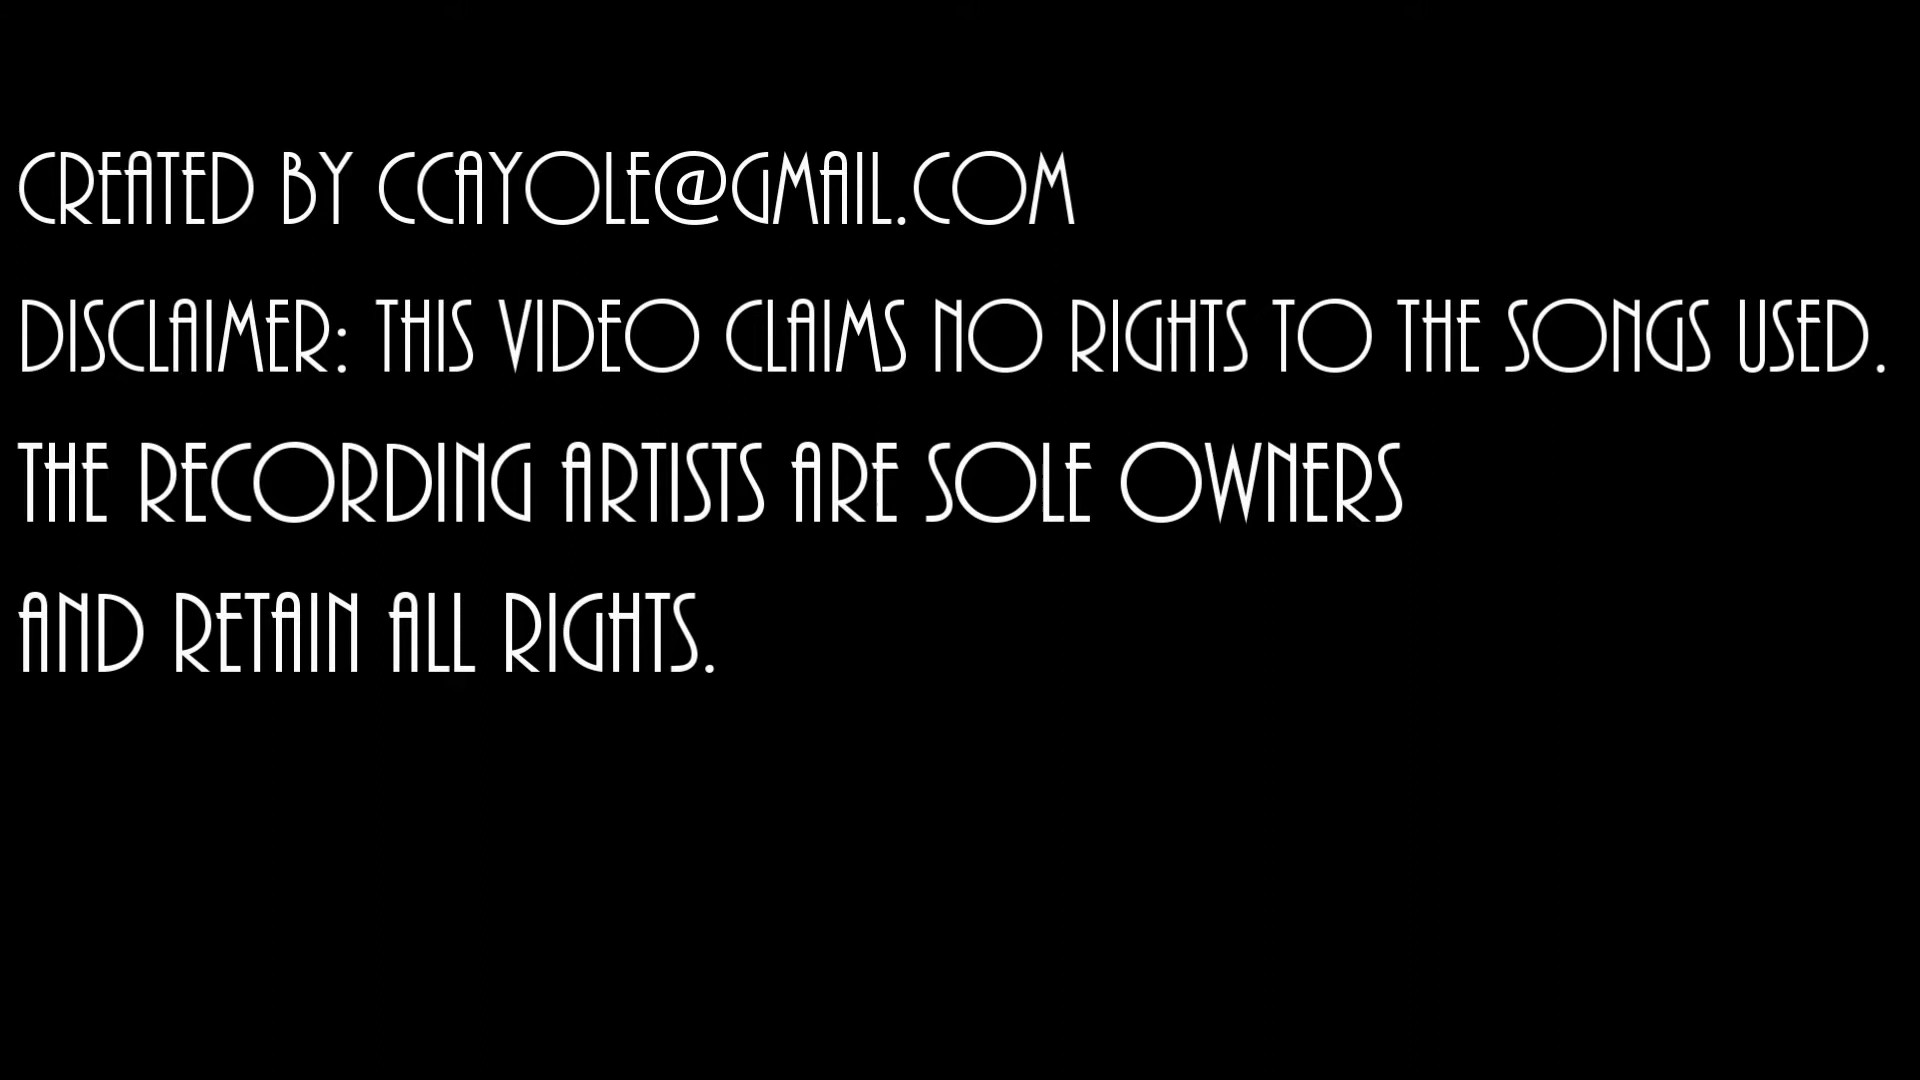 CREATED BY CCAYOLE@GMAIL.COM
DISCLAIMER: THIS VIDEO CLAIMS NO RIGHTS TO THE SONGS USED.
THE RECORDING ARTISTS ARE SOLE OWNERS
AND RETAIN ALL RIGHTS.